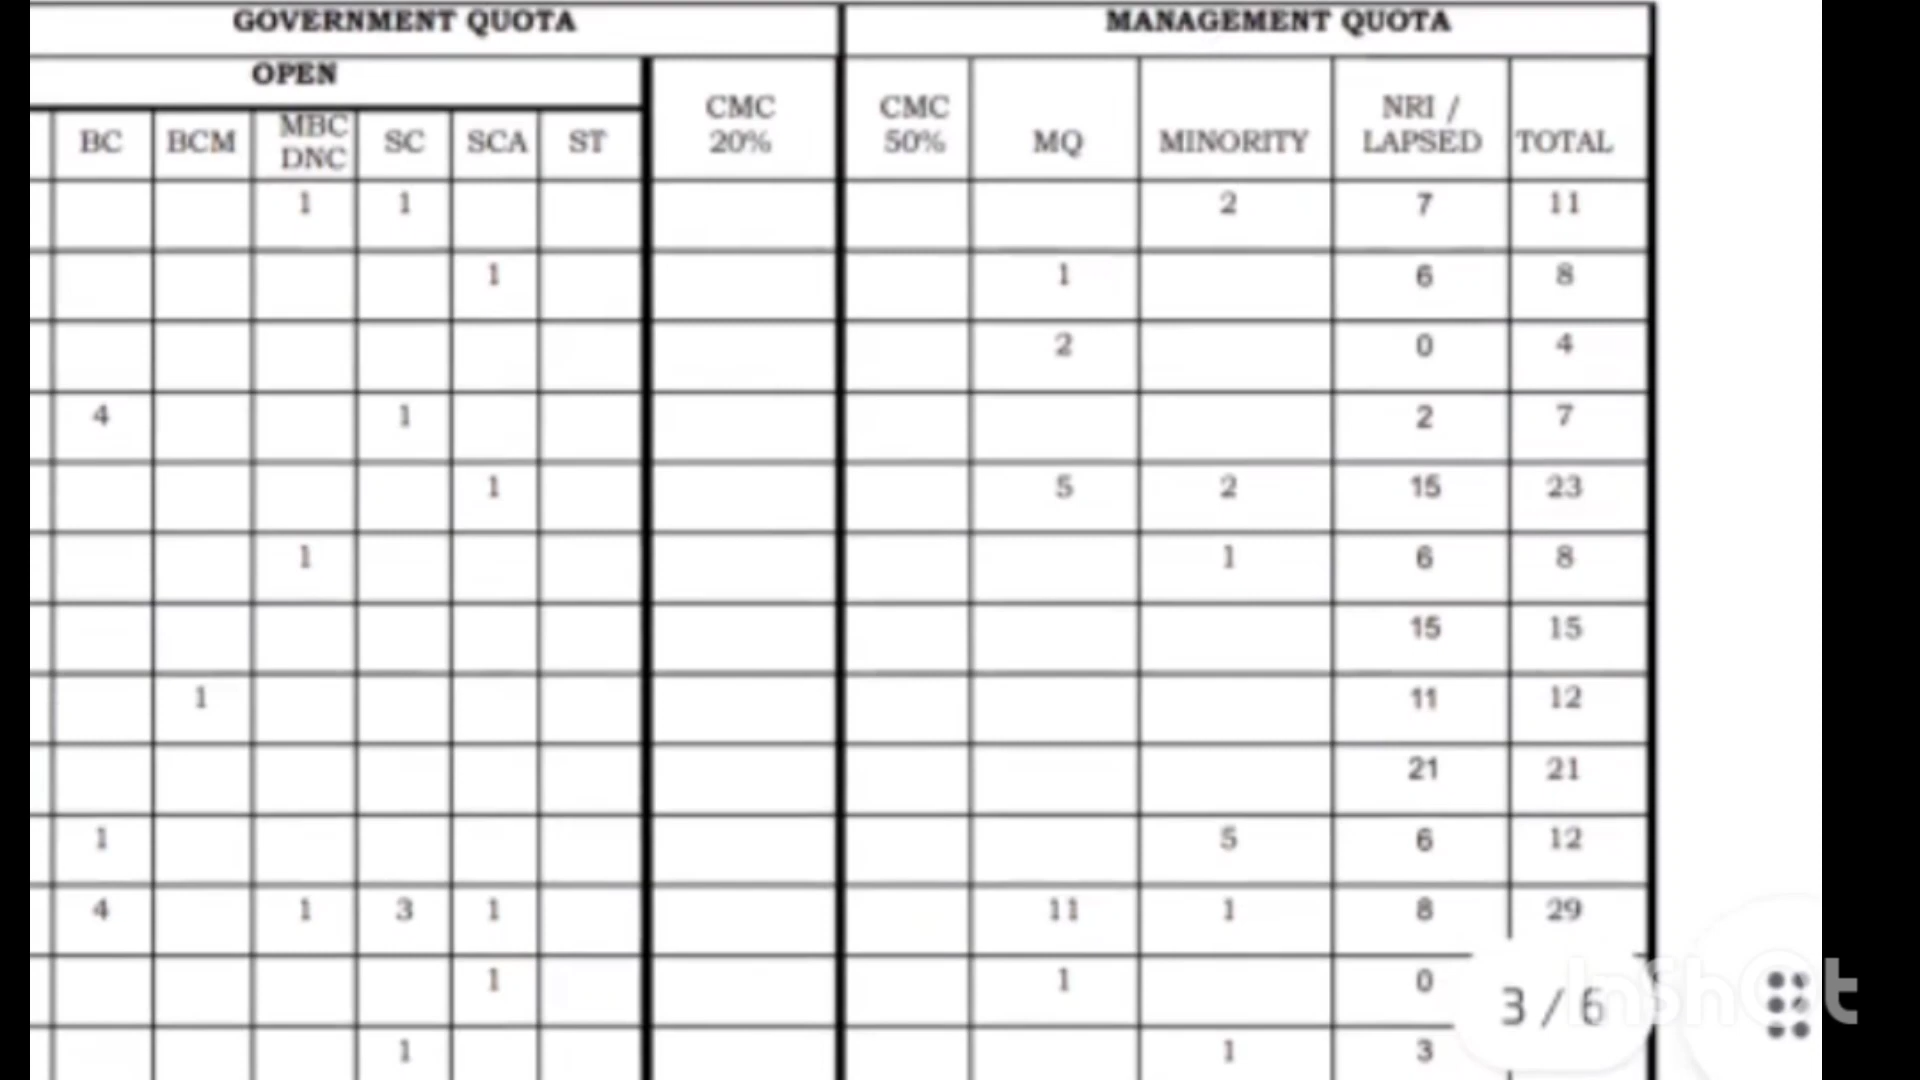 GOVERNMENT QUOTA MANAGEMENT QUOTA
OPEN
BC BCM MBC DNC SC SCA ST CMC 20% CMC 50% MQ MINORITY NRI / LAPSED TOTAL
1 1 2 7 11
1 1 6 8
2 0 4
4 1 2 7
1 5 2 15 23
1 1 6 8
15 15
1 11 12
21 21
1 5 6 12
4 1 3 1 11 1 8 29
1 1 0
1 1 3
3 / 6
InShot